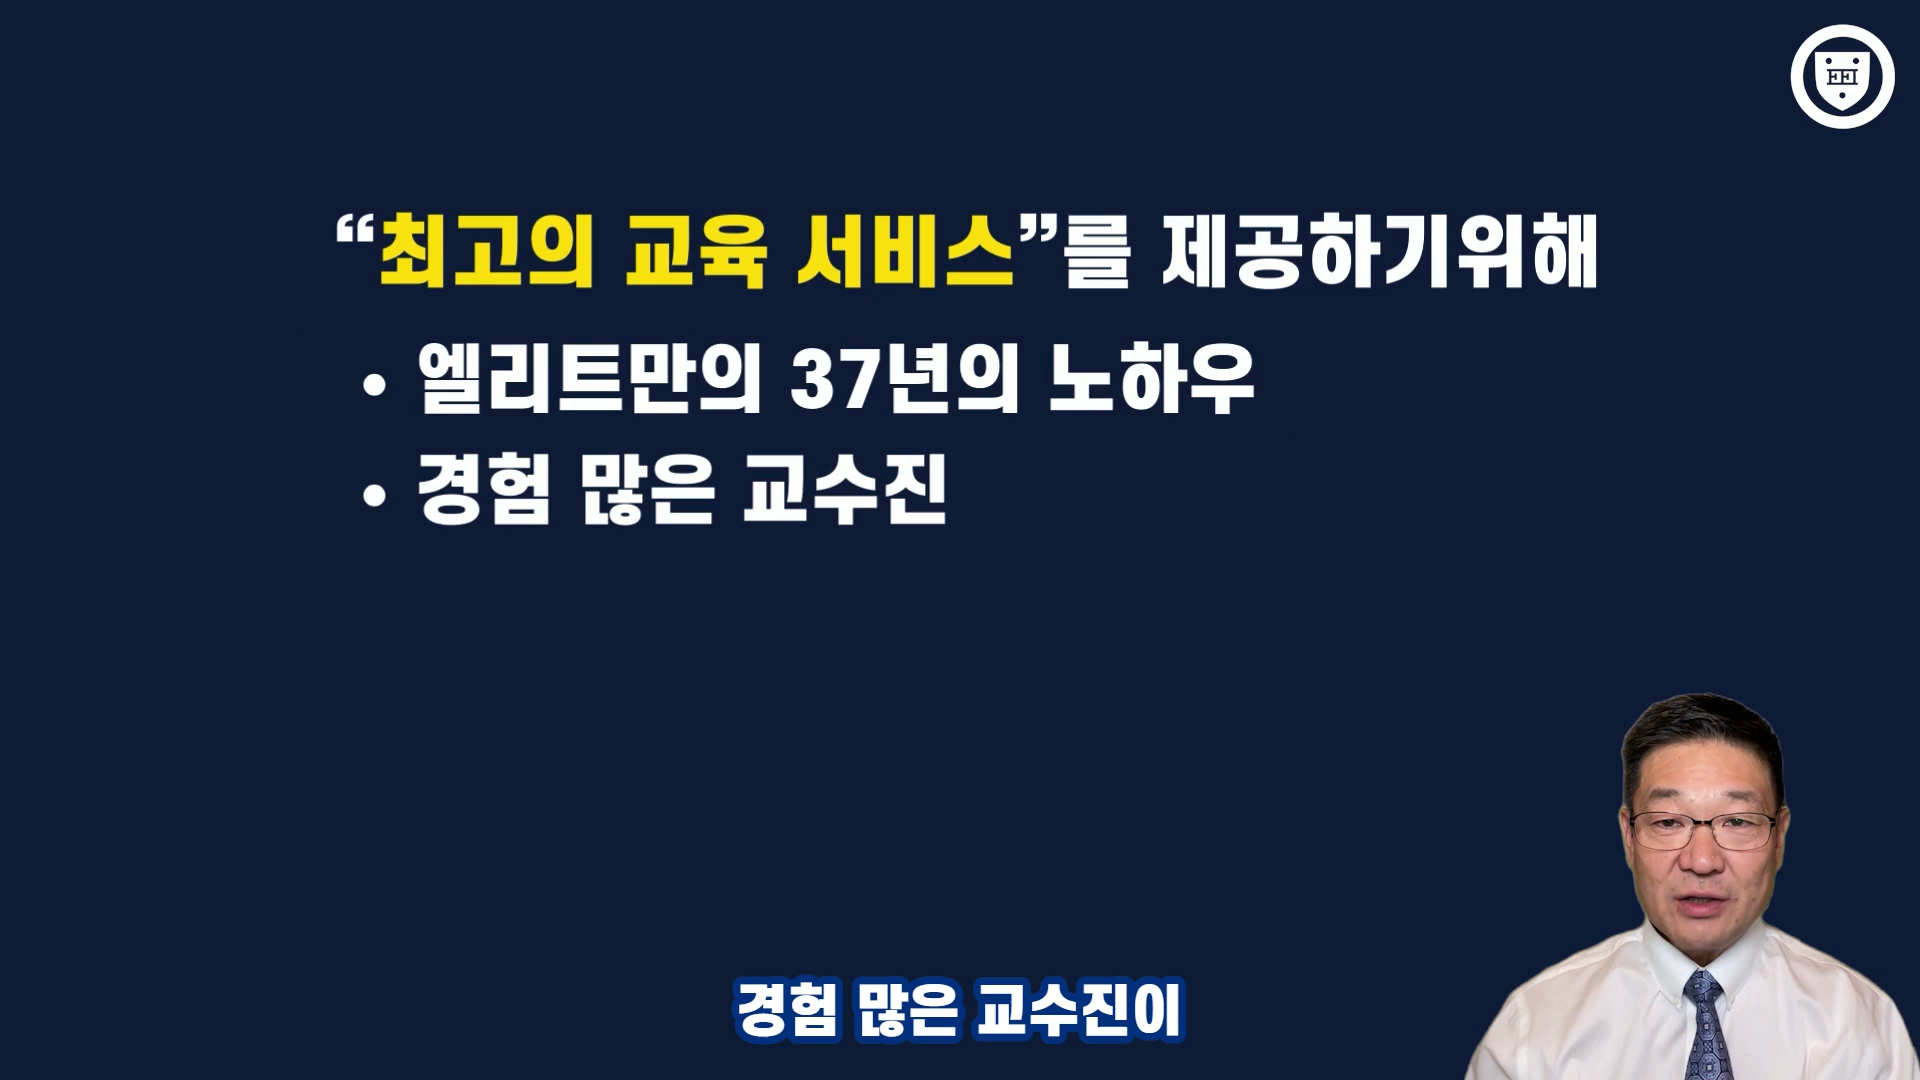 “최고의 교육 서비스”를 제공하기위해
• 엘리트만의 37년의 노하우
• 경험 많은 교수진
경험 많은 교수진이